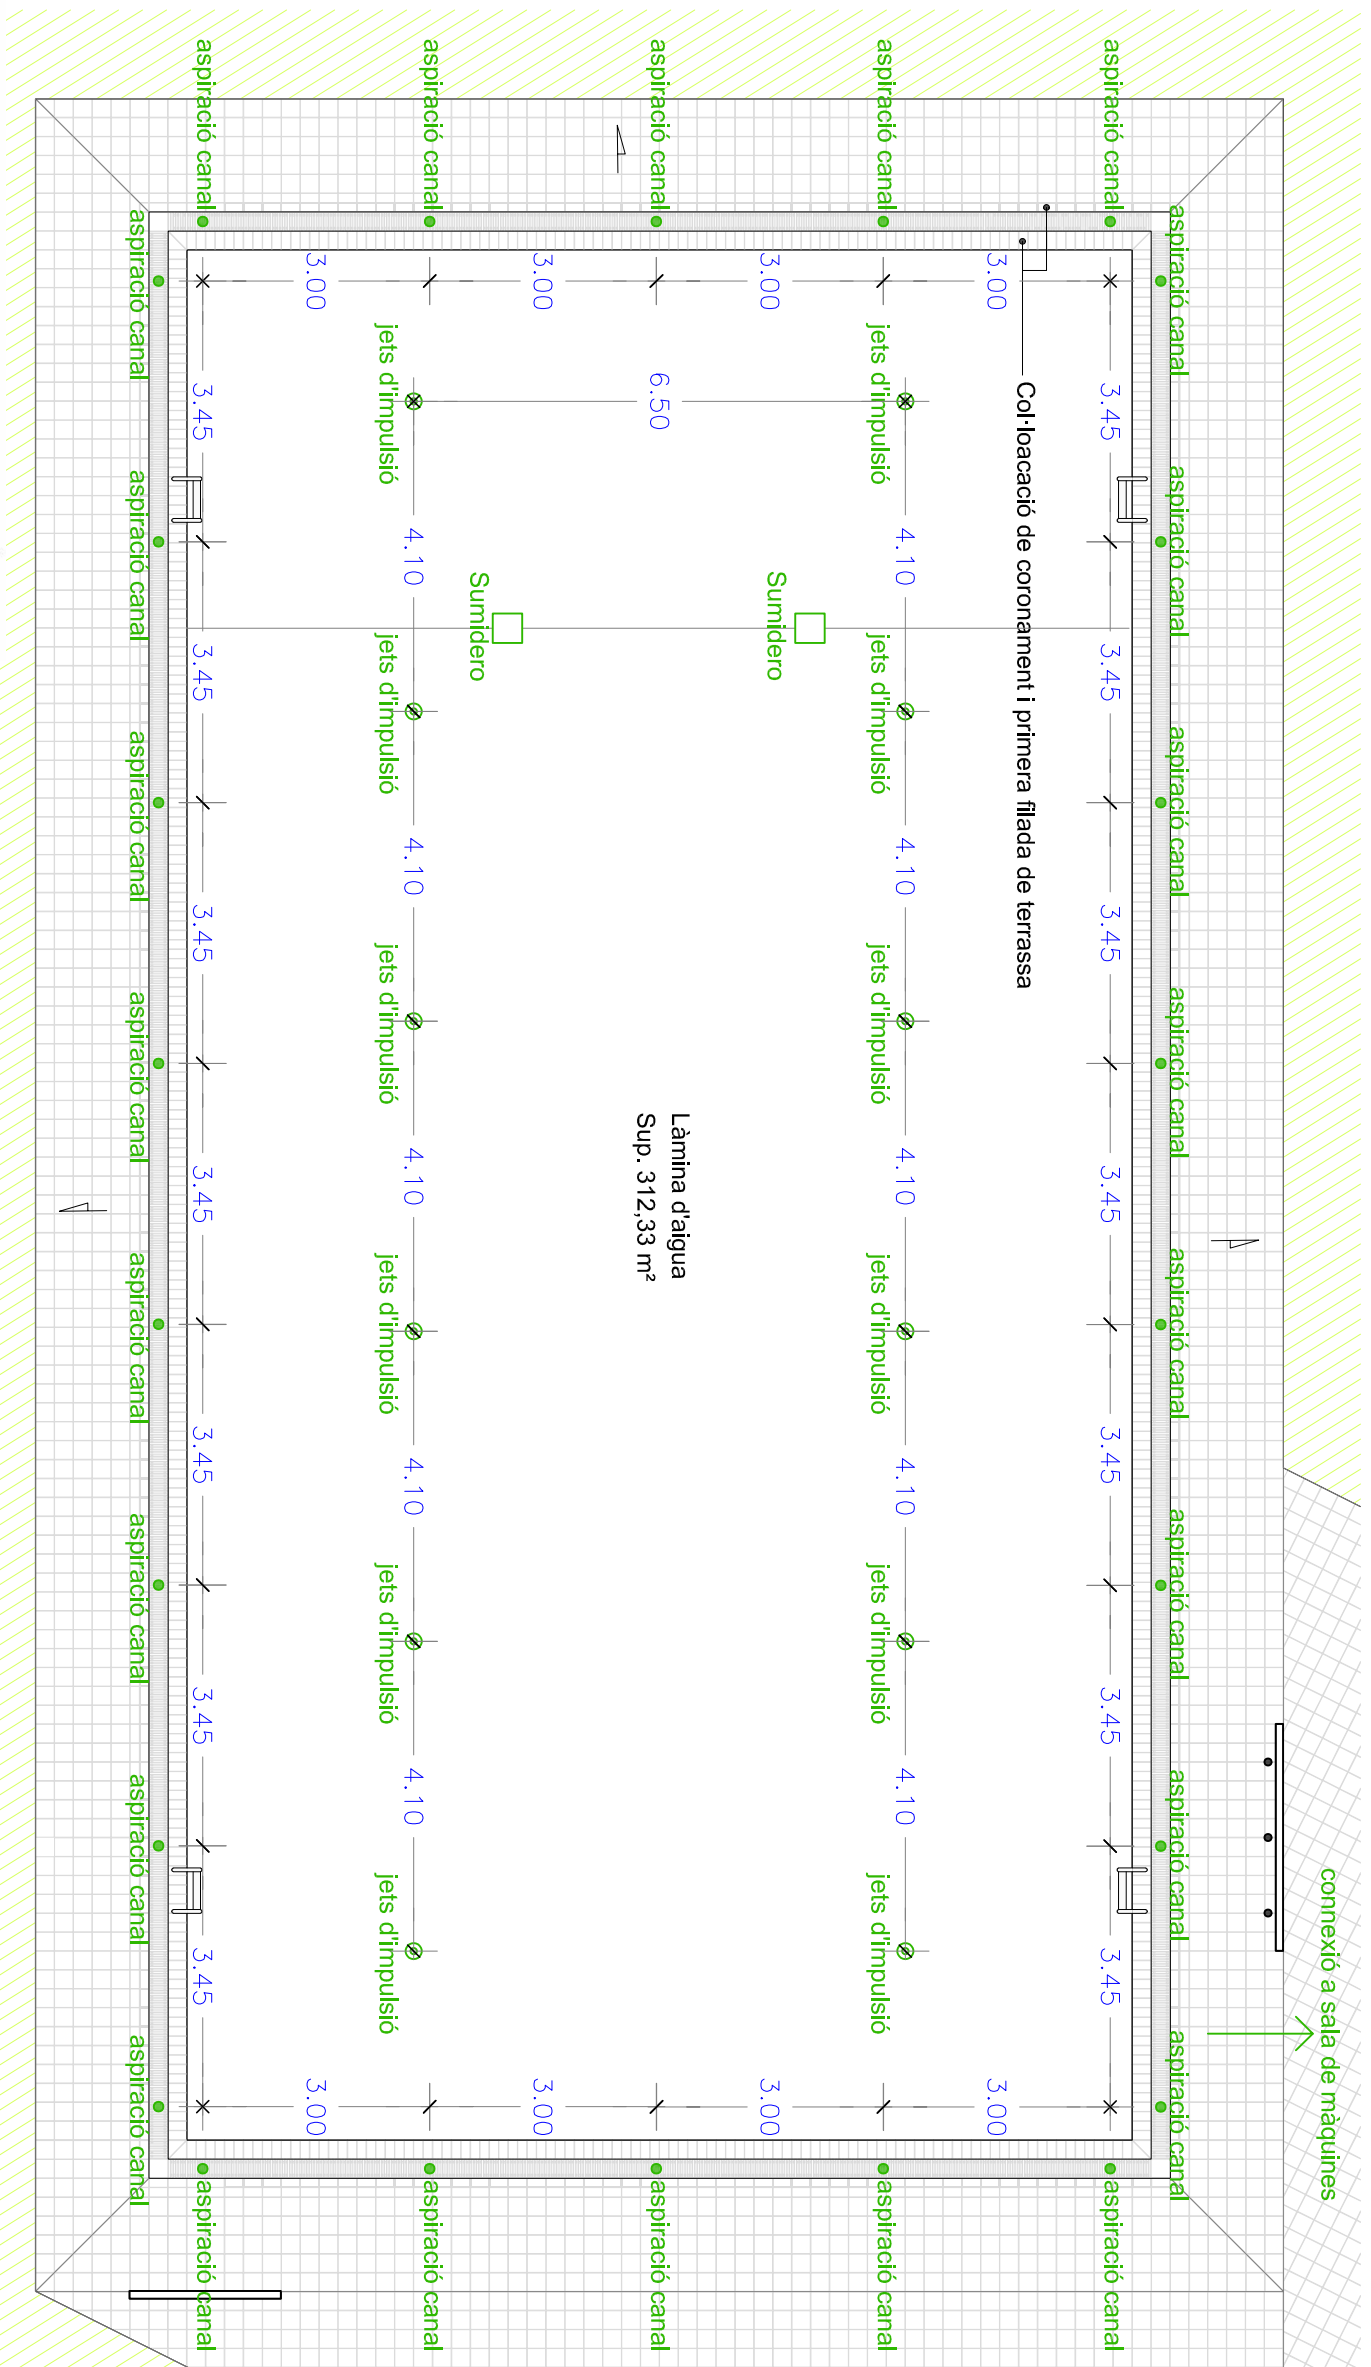 connexió a sala de màquines
aspiració canal
aspiració canal
aspiració canal
aspiració canal
aspiració canal
aspiració canal
aspiració canal
aspiració canal
aspiració canal
3.45
3.45
3.45
3.45
3.45
3.45
3.45
aspiració canal
Col·loacació de coronament i primera filada de terrassa
3.00
3.00
4.10
4.10
4.10
4.10
4.10
aspiració canal
jets d'impulsió
jets d'impulsió
jets d'impulsió
jets d'impulsió
jets d'impulsió
jets d'impulsió
aspiració canal
3.00
Sumidero
3.00
Làmina d'aigua
Sup. 312,33 m²
aspiració canal
6.50
aspiració canal
3.00
3.00
Sumidero
aspiració canal
aspiració canal
4.10
4.10
4.10
4.10
4.10
jets d'impulsió
jets d'impulsió
jets d'impulsió
jets d'impulsió
jets d'impulsió
jets d'impulsió
3.00
3.00
aspiració canal
3.45
3.45
3.45
3.45
3.45
3.45
3.45
aspiració canal
aspiració canal
aspiració canal
aspiració canal
aspiració canal
aspiració canal
aspiració canal
aspiració canal
aspiració canal